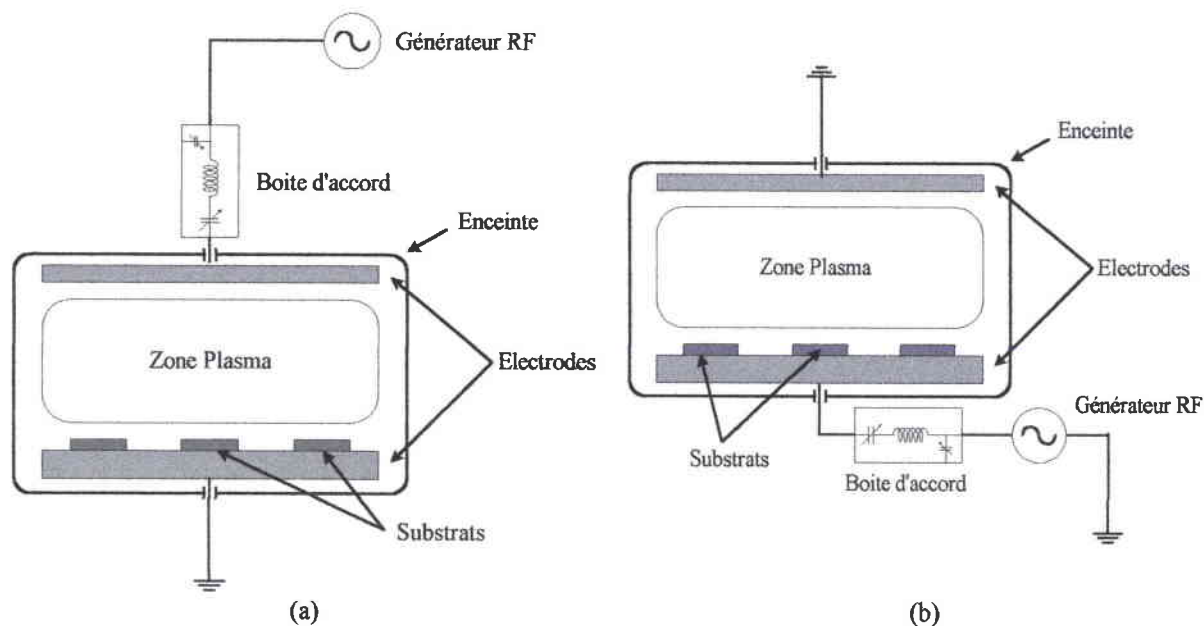 Générateur RF
Boite d'accord
Enceinte
Zone Plasma
Electrodes
Substrats
(a)
Enceinte
Zone Plasma
Electrodes
Générateur RF
Substrats
Boite d'accord
(b)